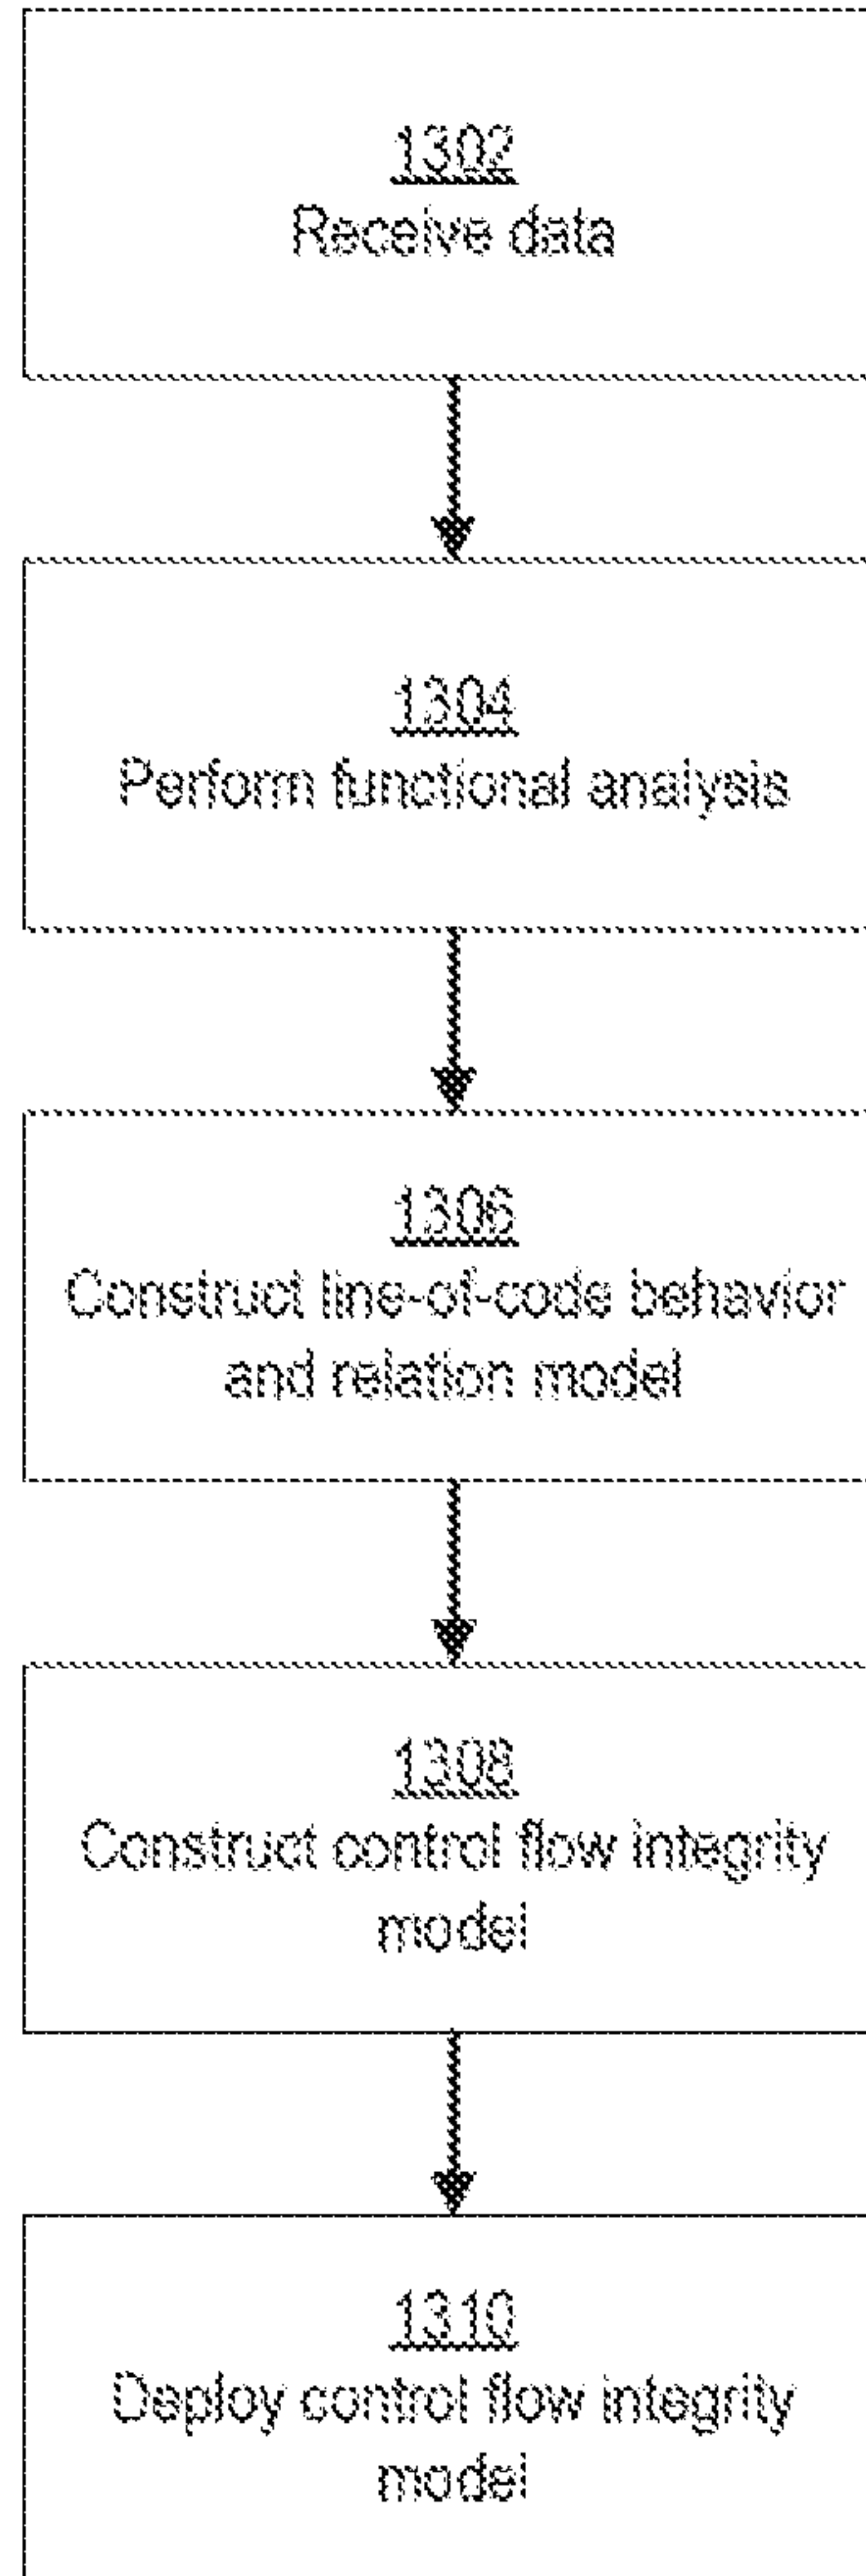 1302
Receive data
1304
Perform functional analysis
1306
Construct line-of-code behavior
and relation model
1308
Construct control flow integrity
model
1310
Deploy control flow integrity
model